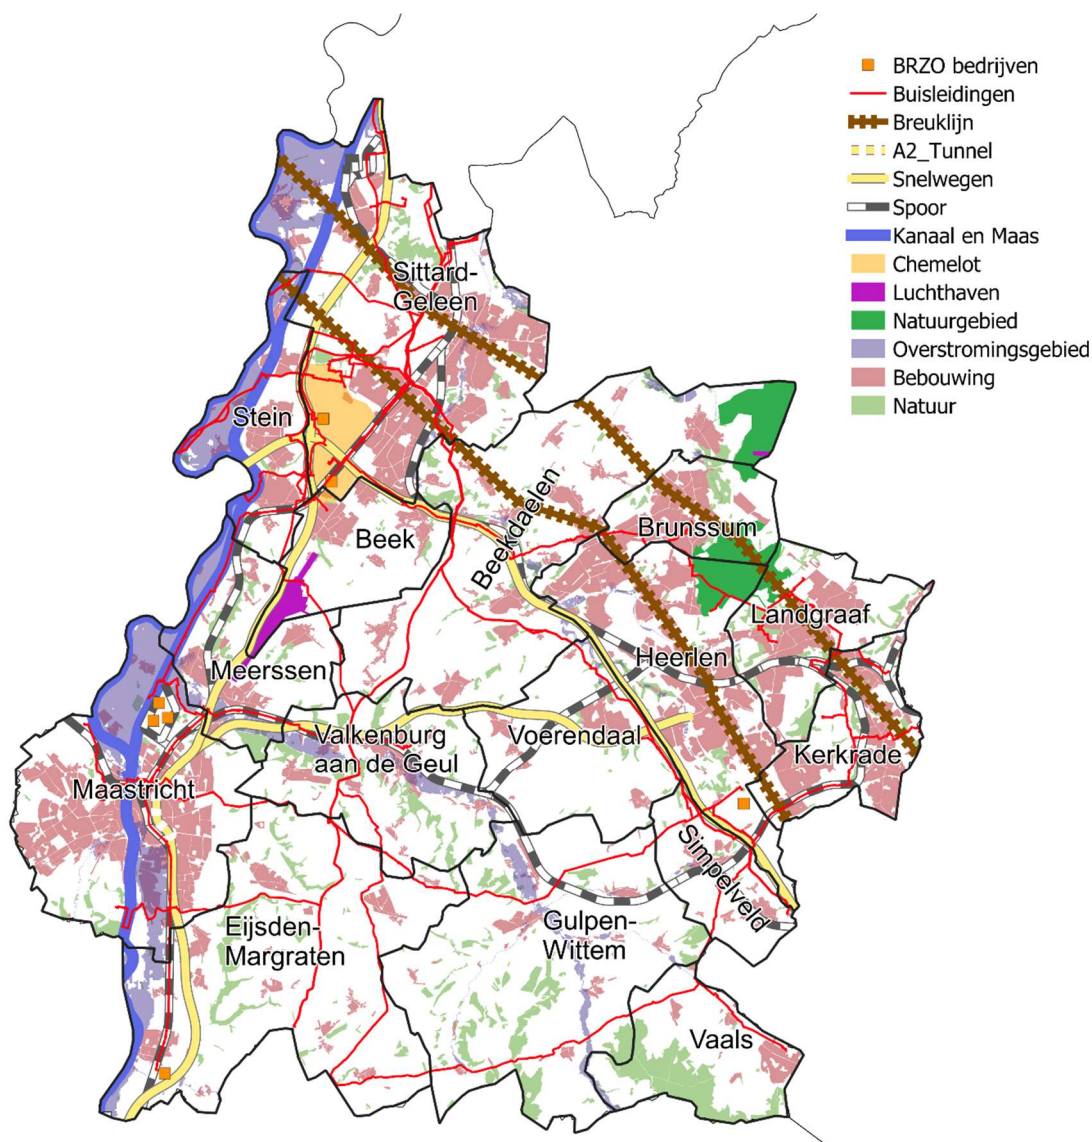 BRZO bedrijven
Buisleidingen
Breuklijn
A2_Tunnel
Snelwegen
Spoor
Kanaal en Maas
Chemelot
Luchthaven
Natuurgebied
Overstromingsgebied
Bebouwing
Natuur
Sittard-
Geleen
Stein
Beek
Beekdaelen
Brunssum
Landgraaf
Heerlen
Meerssen
Valkenburg
aan de Geul
Voerendaal
Kerkrade
Maastricht
Simpelveld
Eijsden-
Margraten
Gulpen-
Wittem
Vaals